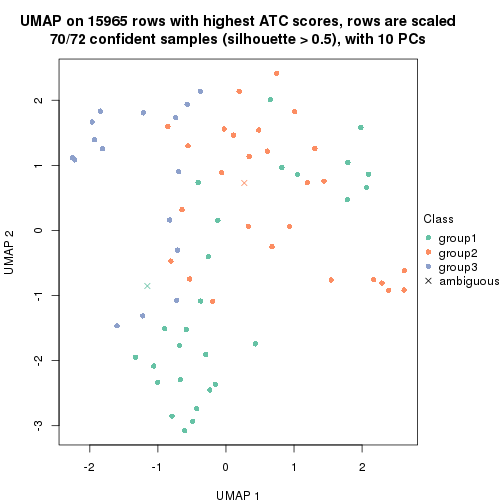 UMAP on 15965 rows with highest ATC scores, rows are scaled
70/72 confident samples (silhouette > 0.5), with 10 PCs
2
1
0
-1
-2
-3
UMAP 2
-2
-1
0
1
2
UMAP 1
Class
group1
group2
group3
ambiguous